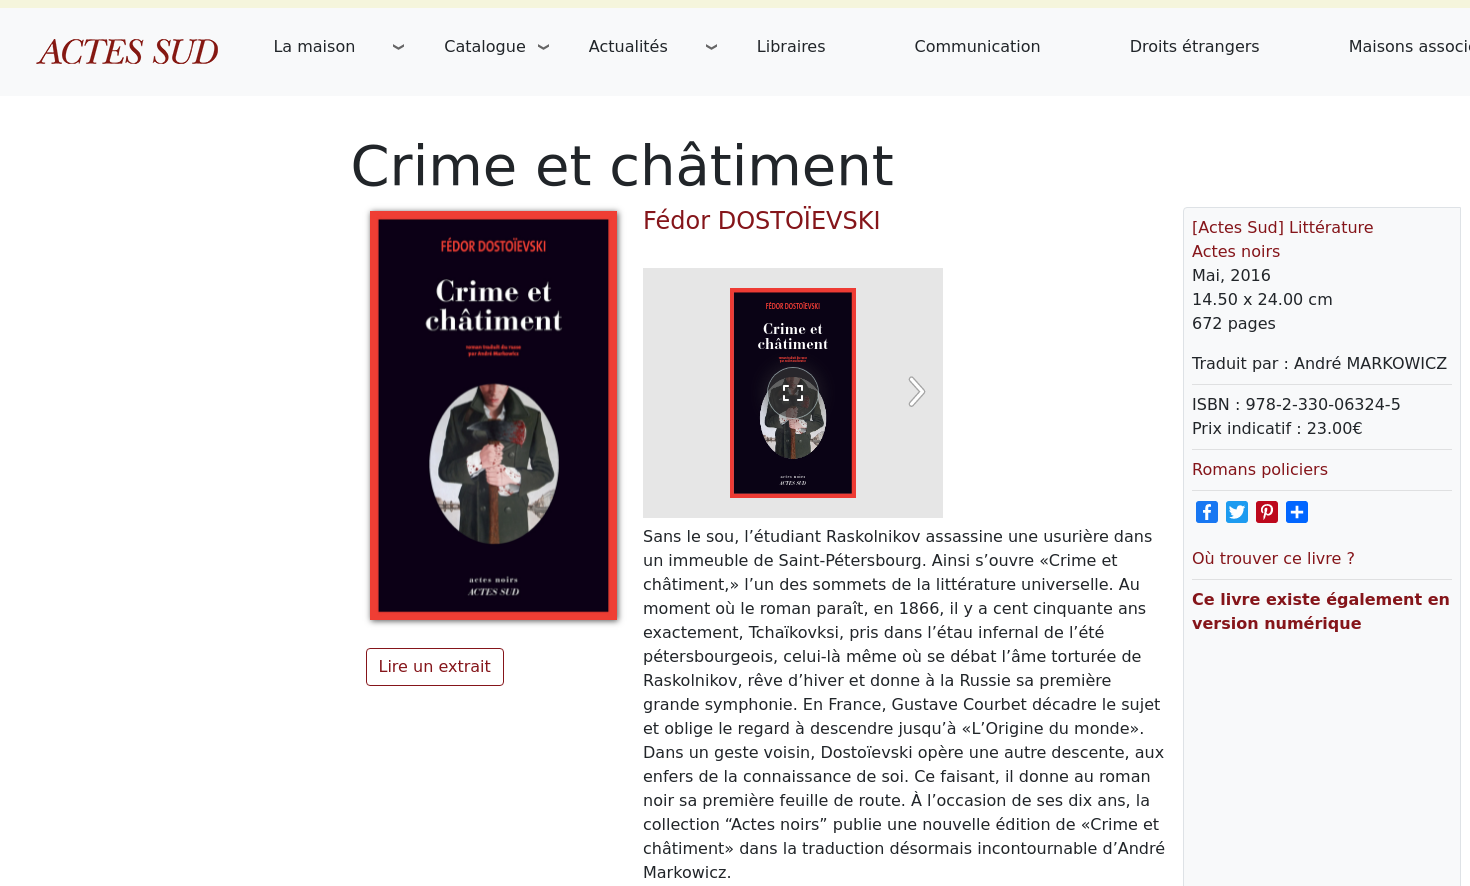 ACTES SUD
La maison
Catalogue
Actualités
Libraires
Communication
Droits étrangers
Maisons associé
Crime et châtiment
FÉDOR DOSTOÏEVSKI
Crime et
châtiment
roman traduit du russe
par André Markowicz
actes noirs
ACTES SUD
Lire un extrait
Fédor DOSTOÏEVSKI
FÉDOR DOSTOÏEVSKI
Crime et
châtiment
actes noirs
ACTES SUD
Sans le sou, l’étudiant Raskolnikov assassine une usurière dans
un immeuble de Saint-Pétersbourg. Ainsi s’ouvre «Crime et
châtiment,» l’un des sommets de la littérature universelle. Au
moment où le roman paraît, en 1866, il y a cent cinquante ans
exactement, Tchaïkovksi, pris dans l’étau infernal de l’été
pétersbourgeois, celui-là même où se débat l’âme torturée de
Raskolnikov, rêve d’hiver et donne à la Russie sa première
grande symphonie. En France, Gustave Courbet décadre le sujet
et oblige le regard à descendre jusqu’à «L’Origine du monde».
Dans un geste voisin, Dostoïevski opère une autre descente, aux
enfers de la connaissance de soi. Ce faisant, il donne au roman
noir sa première feuille de route. À l’occasion de ses dix ans, la
collection “Actes noirs” publie une nouvelle édition de «Crime et
châtiment» dans la traduction désormais incontournable d’André
Markowicz.
[Actes Sud] Littérature
Actes noirs
Mai, 2016
14.50 x 24.00 cm
672 pages
Traduit par : André MARKOWICZ
ISBN : 978-2-330-06324-5
Prix indicatif : 23.00€
Romans policiers
Où trouver ce livre ?
Ce livre existe également en
version numérique